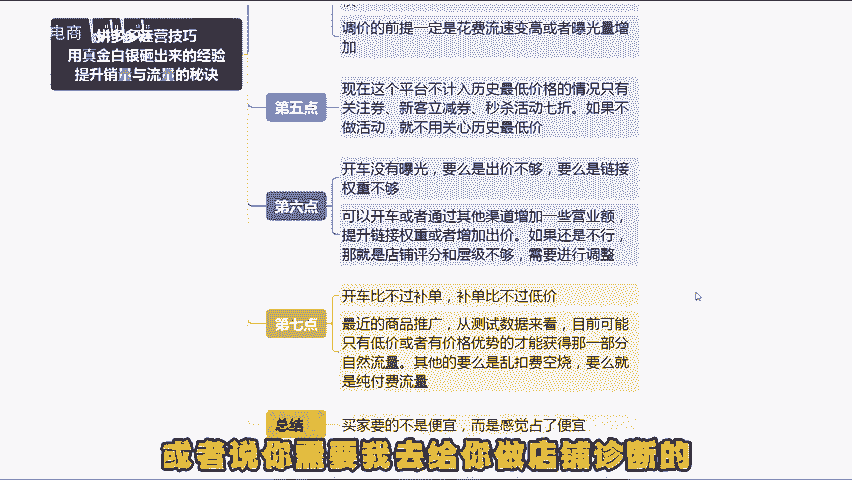 电商
拼多多运营技巧
用真金白银砸出来的经验
提升销量与流量的秘诀
调价的前提一定是花费流速变高或者曝光量增
加
第五点
现在这个平台不计入历史最低价格的情况只有
关注券、新客立减券、秒杀活动七折。如果不
做活动，就不用关心历史最低价
第六点
开车没有曝光，要么是出价不够，要么是链接
权重不够
可以开车或者通过其他渠道增加一些营业额，
提升链接权重或者增加出价。如果还是不行，
那就是店铺评分和层级不够，需要进行调整
第七点
开车比不过补单，补单比不过低价
最近的商品推广，从测试数据来看，目前可能
只有低价或者有价格优势的才能获得那一部分
自然流量。其他的要么是乱扣费空烧，要么就
是纯付费流量
总结
买家要的不是便宜，而是感觉占了便宜
或者说你需要我去给你做店铺诊断的